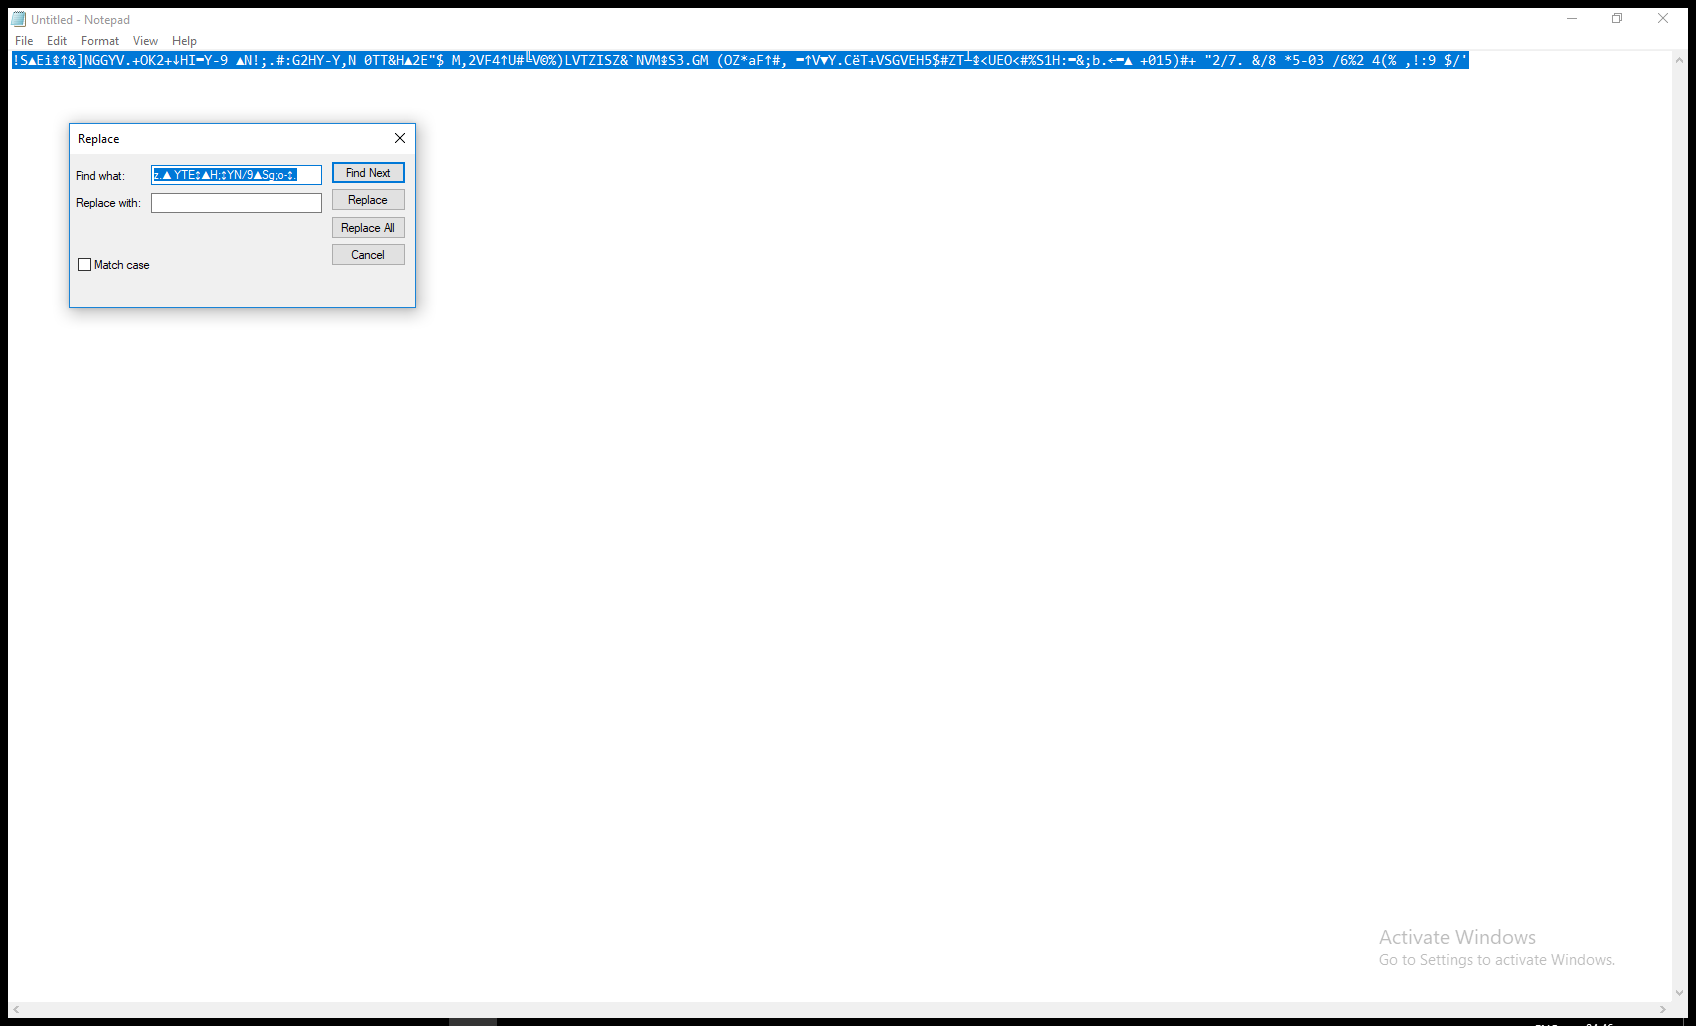 Untitled - Notepad
File Edit Format View Help
!S▲Ei↨↑&]NGGYV.+OK2+↓HI▬Y-9 ▲N!;.#:G2HY-Y,N 0TT&H▲2E"$ M,2VF4↑U#╚V©%)LVTZISZ&`NVM↨S3.GM (OZ*aF↑#, ▬↑V▼Y.CëT+VSGVEH5$#ZT┴↨<UEO<#%S1H:▬&;b.←▬▲ +015)#+ "2/7. &/8 *5-03 /6%2 4(% ,!:9 $/'
Replace
Find what: z.▲ YTE‡▲H;‡YN/9▲Sg;o-‡. Find Next
Replace with: Replace
Replace All
Cancel
Match case
Activate Windows
Go to Settings to activate Windows.